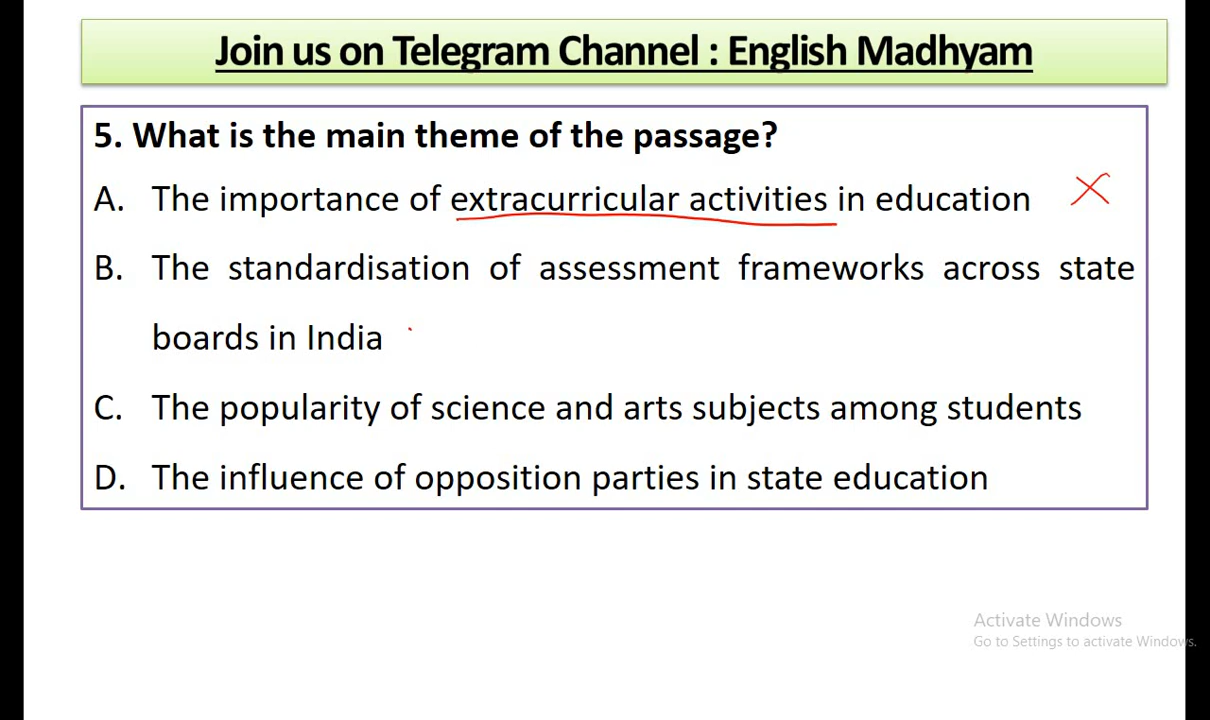 Join us on Telegram Channel : English Madhyam
5. What is the main theme of the passage?
A. The importance of extracurricular activities in education
B. The standardisation of assessment frameworks across state
boards in India
C. The popularity of science and arts subjects among students
D. The influence of opposition parties in state education
Activate Windows
Go to Settings to activate Windows.